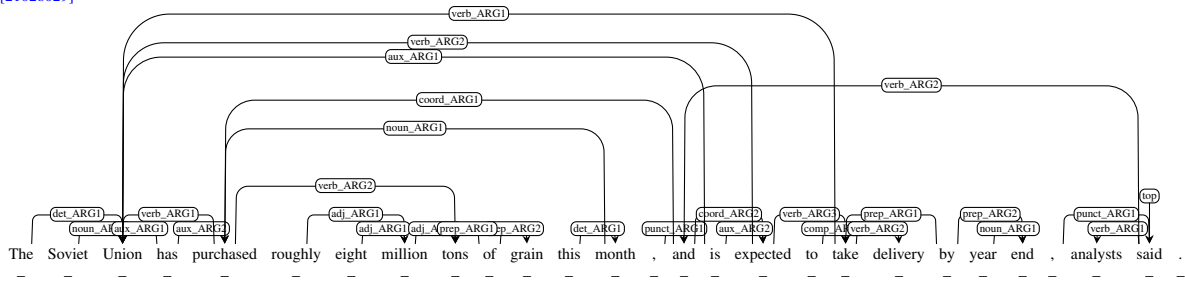 verb_ARG1
verb_ARG2
aux_ARG1
verb_ARG2
coord_ARG1
noun_ARG1
verb_ARG2
top
det_ARG1 verb_ARG1 adj_ARG1 coord_ARG2 verb_ARG3 prep_ARG1 prep_ARG2 punct_ARG1
aux_ARG1 aux_ARG2 adj_ARG1 prep_ARG1 det_ARG1 punct_ARG1 aux_ARG2 verb_ARG2 noun_ARG1 verb_ARG1
The Soviet Union has purchased roughly eight million tons of grain this month , and is expected to take delivery by year end , analysts said .
_ _ _ _ _ _ _ _ _ _ _ _ _ _ _ _ _ _ _ _ _ _ _ _ _ _